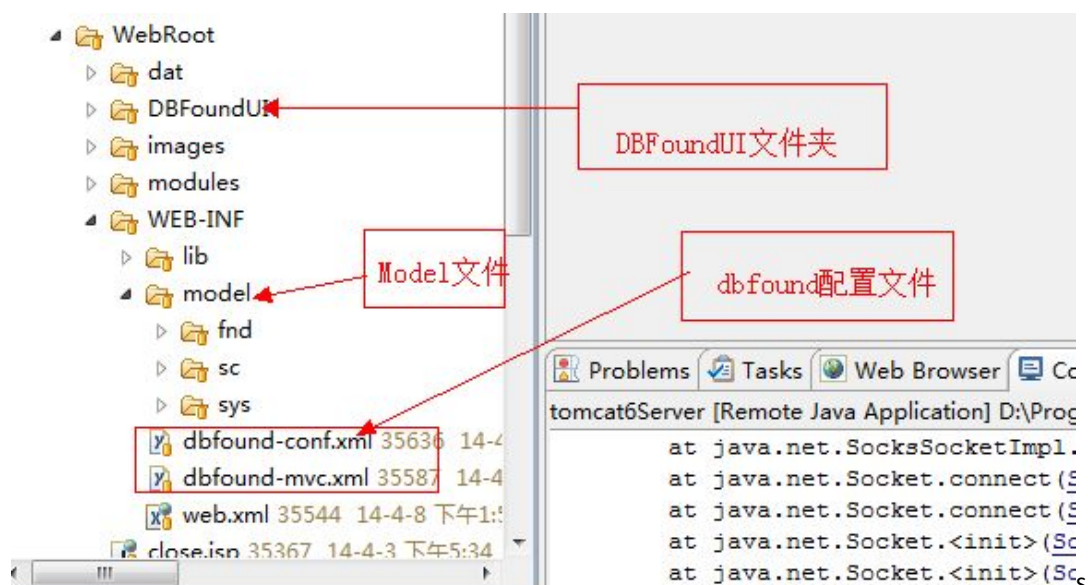 WebRoot
dat
DBFoundUI
images
modules
WEB-INF
lib
model
fnd
sc
sys
dbfound-conf.xml 35636 14-4
dbfound-mvc.xml 35587 14-4
web.xml 35544 14-4-8 下午1:5
close.jsp 35367 14-4-3 下午5:34
DBFoundUI文件夹
Model文件
dbfound配置文件
Problems Tasks Web Browser Co
tomcat6Server [Remote Java Application] D:\Prog
at java.net.SocksSocketImpl.
at java.net.Socket.connect(S
at java.net.Socket.connect(S
at java.net.Socket.<init>(So
at java.net.Socket.<init>(So
s